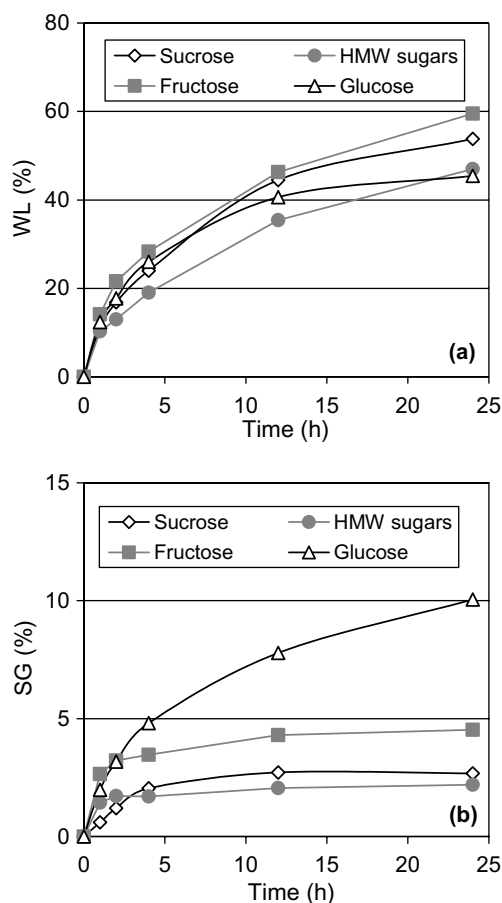 80
Sucrose HMW sugars
Fructose Glucose
60
WL (%)
40
20
(a)
0
0 5 10 15 20 25
Time (h)
15
Sucrose HMW sugars
Fructose Glucose
10
SG (%)
5
(b)
0
0 5 10 15 20 25
Time (h)